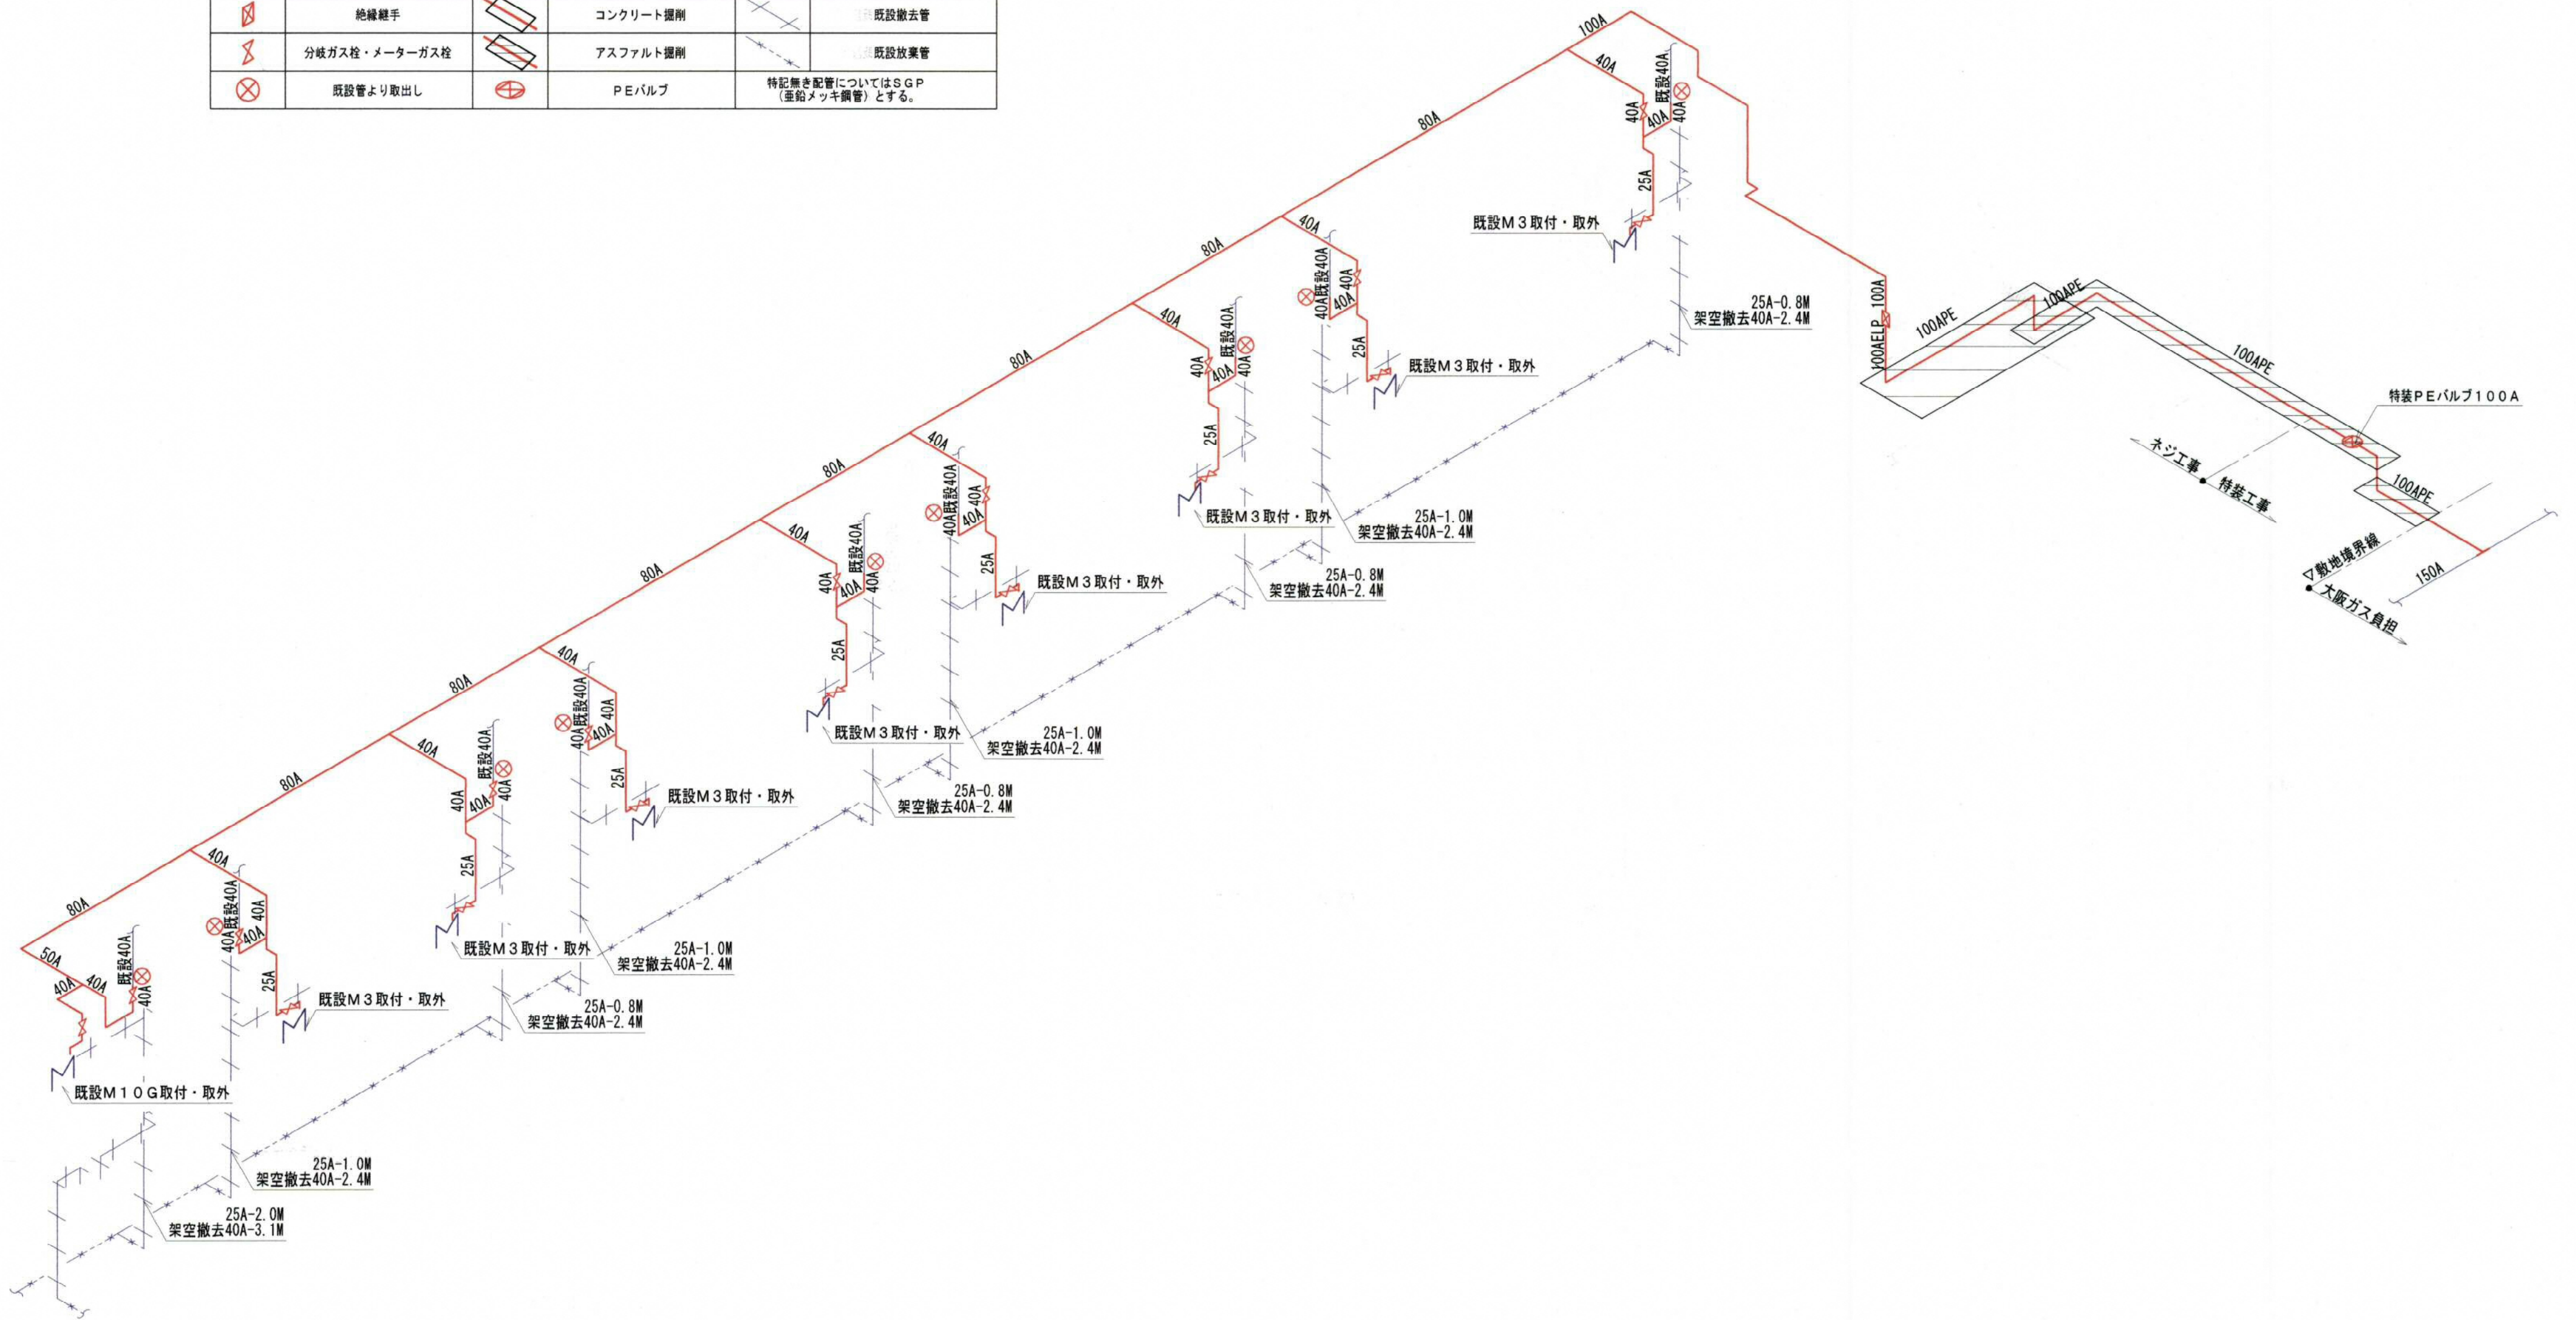 絶縁継手
コンクリート掘削
既設撤去管
分岐ガス栓・メーターガス栓
アスファルト掘削
既設放棄管
既設管より取出し
PEバルブ
特記無き配管についてはSGP
（亜鉛メッキ鋼管）とする。
100A
40A
既設40A
40A
40A
40A
25A
既設M3取付・取外
80A
25A-0.8M
架空撤去40A-2.4M
80A
40A
既設40A
40A
40A
40A
25A
既設M3取付・取外
100AELP
100A
100APE
100APE
100APE
特装PEバルブ100A
ネジ工事
特装工事
100APE
▽敷地境界線
大阪ガス負担
150A
80A
40A
既設40A
40A
40A
40A
25A
既設M3取付・取外
25A-1.0M
架空撤去40A-2.4M
25A-0.8M
架空撤去40A-2.4M
80A
40A
既設40A
40A
40A
40A
25A
既設M3取付・取外
80A
40A
既設40A
40A
40A
40A
25A
既設M3取付・取外
25A-1.0M
架空撤去40A-2.4M
25A-0.8M
架空撤去40A-2.4M
80A
40A
既設40A
40A
40A
40A
25A
既設M3取付・取外
80A
40A
既設40A
40A
40A
40A
25A
既設M3取付・取外
25A-1.0M
架空撤去40A-2.4M
25A-0.8M
架空撤去40A-2.4M
80A
40A
既設40A
40A
40A
40A
25A
既設M3取付・取外
50A
40A
40A
既設40A
40A
既設M10G取付・取外
25A-1.0M
架空撤去40A-2.4M
25A-2.0M
架空撤去40A-3.1M